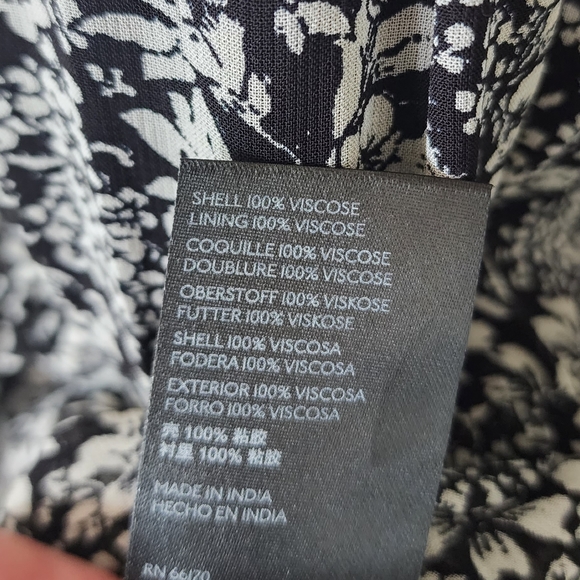 SHELL 100% VISCOSE
LINING 100% VISCOSE
COQUILLE 100% VISCOSE
DOUBLURE 100% VISCOSE
OBERSTOFF 100% VISKOSE
FUTTER 100% VISKOSE
SHELL 100% VISCOSA
FODERA 100% VISCOSA
EXTERIOR 100% VISCOSA
FORRO 100% VISCOSA
壳 100% 粘胶
衬里 100% 粘胶
MADE IN INDIA
HECHO EN INDIA
RN 66170